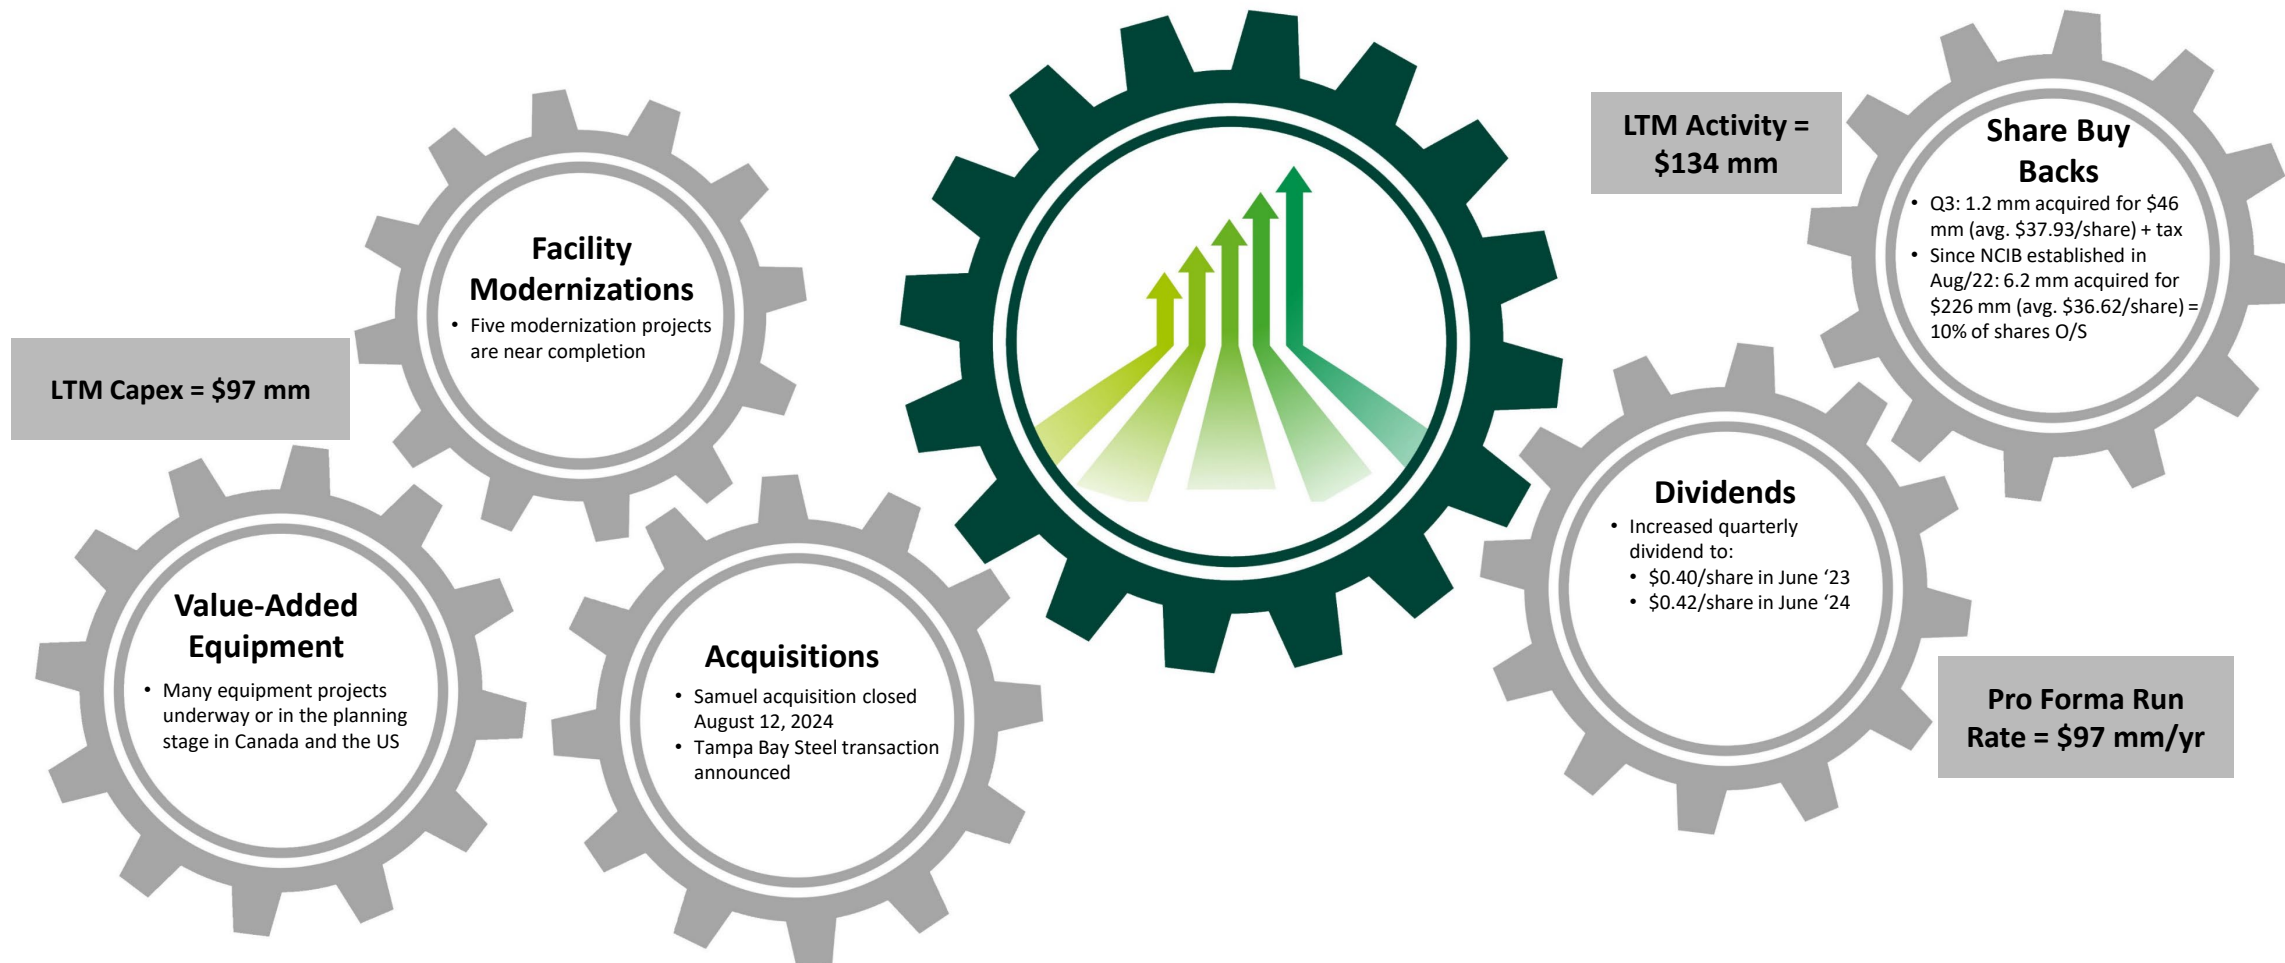 Facility
Modernizations
• Five modernization projects
are near completion
LTM Capex = $97 mm
Value-Added
Equipment
• Many equipment projects
underway or in the planning
stage in Canada and the US
Acquisitions
• Samuel acquisition closed
August 12, 2024
• Tampa Bay Steel transaction
announced
LTM Activity =
$134 mm
Share Buy
Backs
• Q3: 1.2 mm acquired for $46
mm (avg. $37.93/share) + tax
• Since NCIB established in
Aug/22: 6.2 mm acquired for
$226 mm (avg. $36.62/share) =
10% of shares O/S
Dividends
• Increased quarterly
dividend to:
• $0.40/share in June ‘23
• $0.42/share in June ‘24
Pro Forma Run
Rate = $97 mm/yr